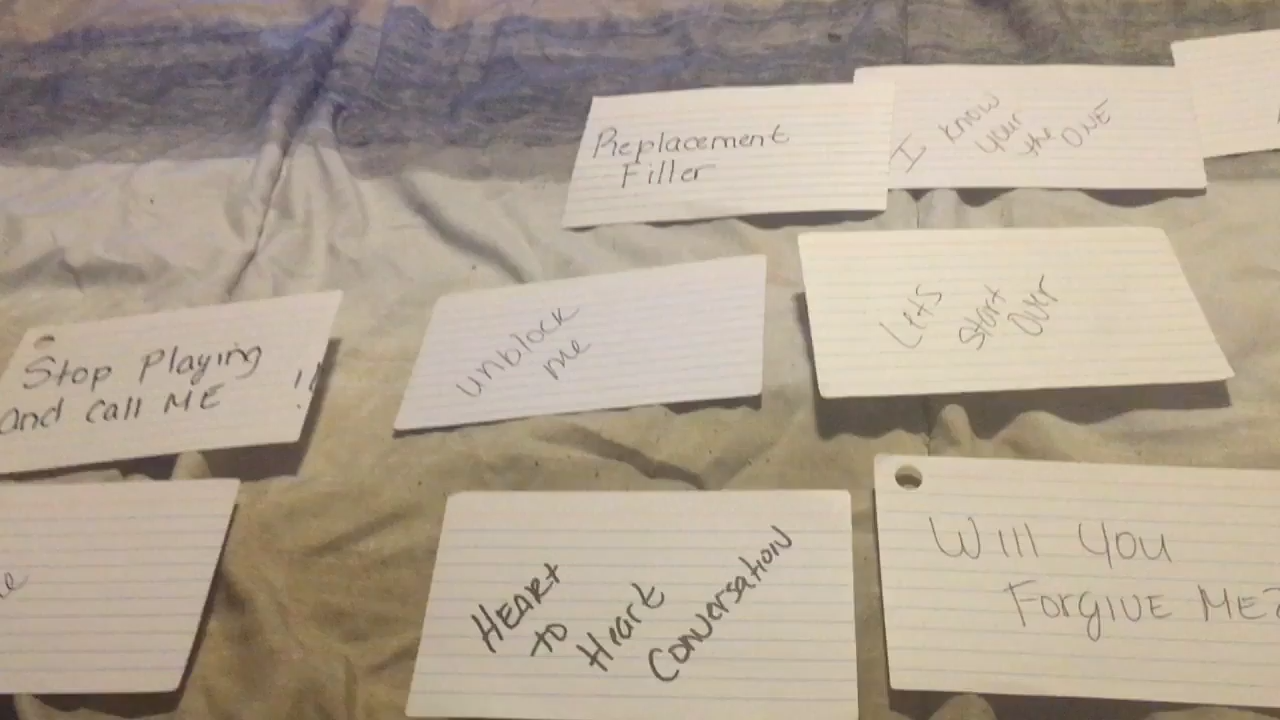 Replacement
Filler
I know
your
the
ONE
Stop Playing
and call ME !!
unblock
me
Lets
start
over
HEART
to
Heart
Conversation
Will you
Forgive ME?